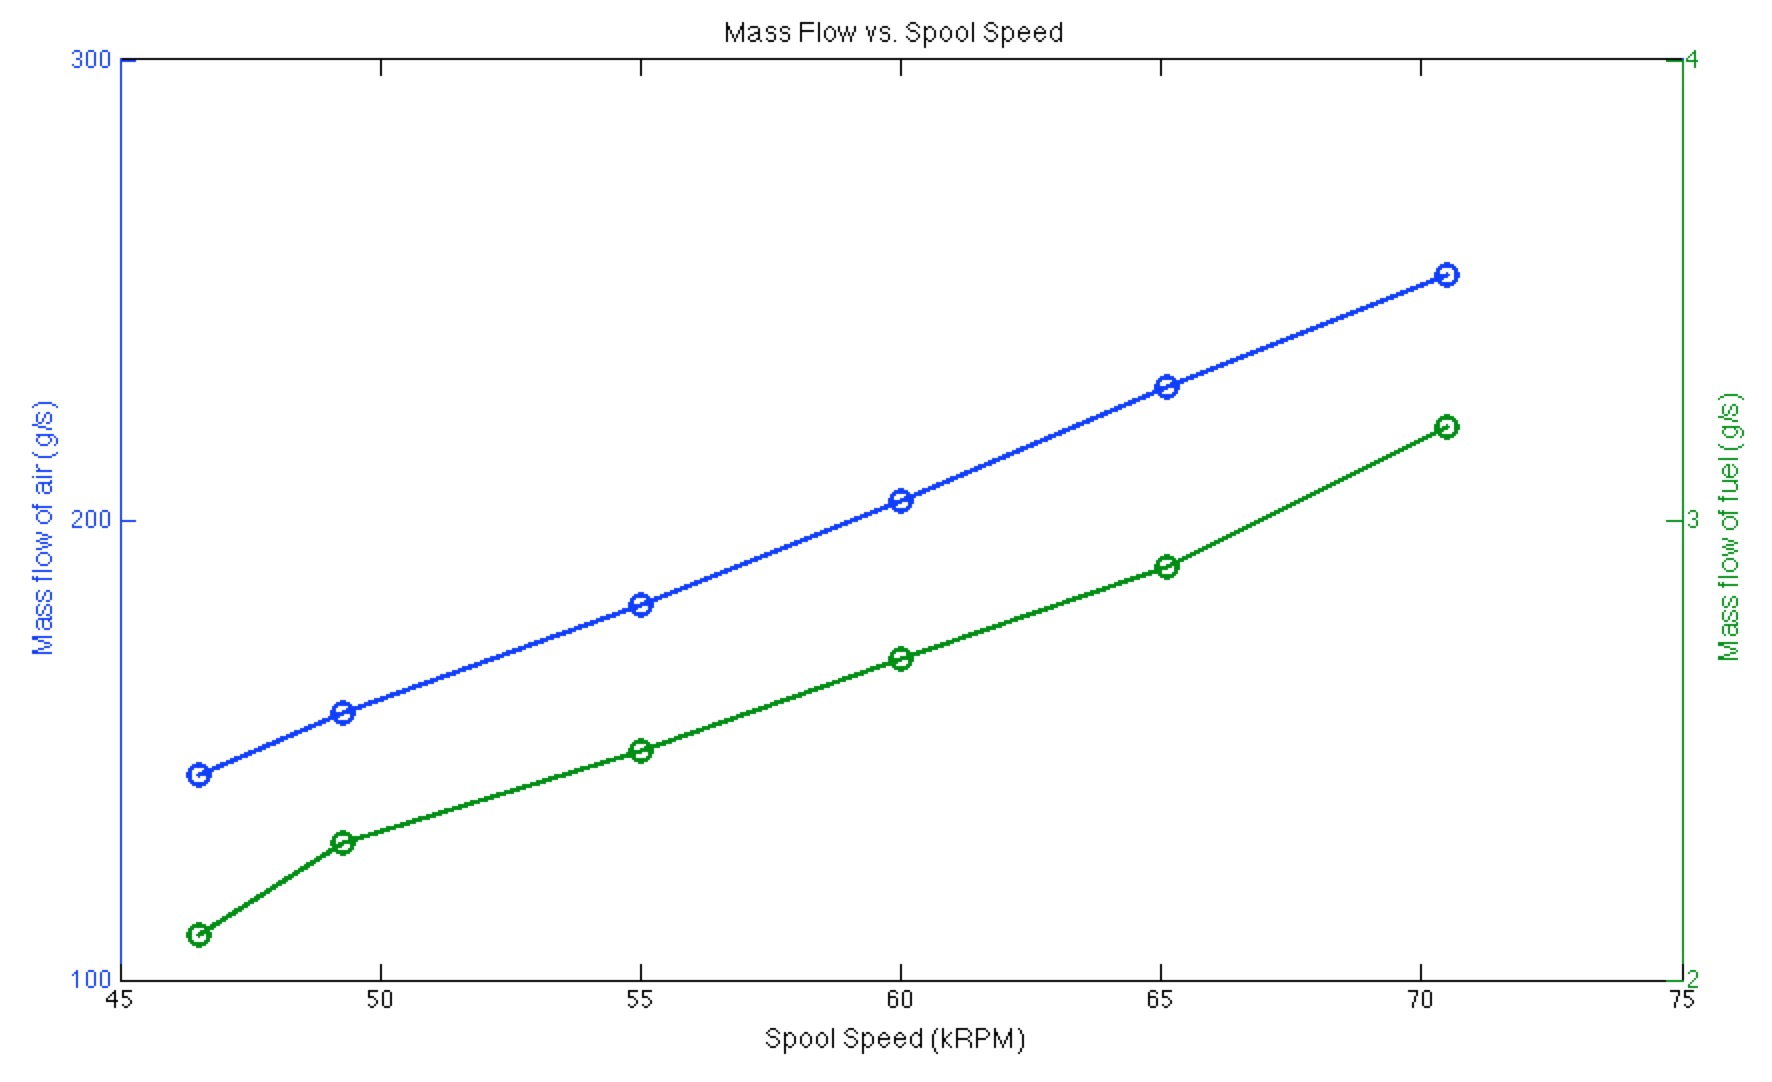 Mass Flow vs. Spool Speed
300
200
100
Mass flow of air (g/s)
4
3
2
Mass flow of fuel (g/s)
45 50 55 60 65 70 75
Spool Speed (kRPM)